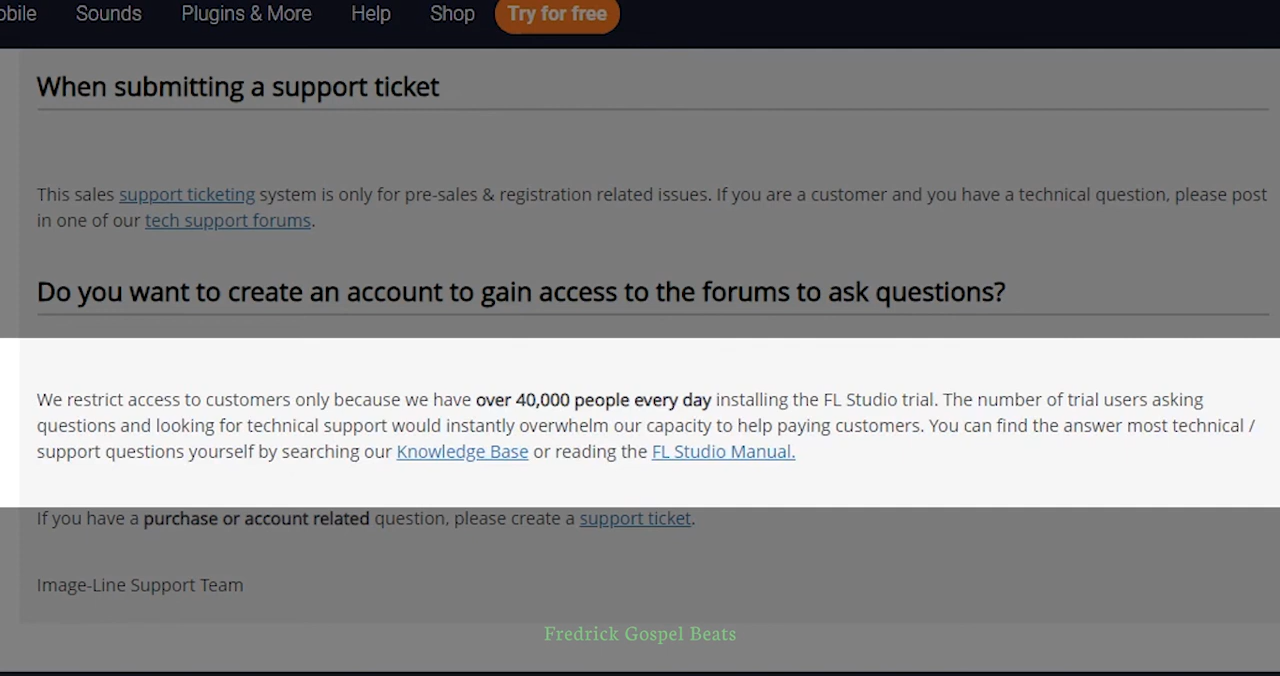 obile Sounds Plugins & More Help Shop Try for free
When submitting a support ticket
This sales support ticketing system is only for pre-sales & registration related issues. If you are a customer and you have a technical question, please post
in one of our tech support forums.
Do you want to create an account to gain access to the forums to ask questions?
We restrict access to customers only because we have over 40,000 people every day installing the FL Studio trial. The number of trial users asking
questions and looking for technical support would instantly overwhelm our capacity to help paying customers. You can find the answer most technical /
support questions yourself by searching our Knowledge Base or reading the FL Studio Manual.
If you have a purchase or account related question, please create a support ticket.
Image-Line Support Team
Fredrick Gospel Beats